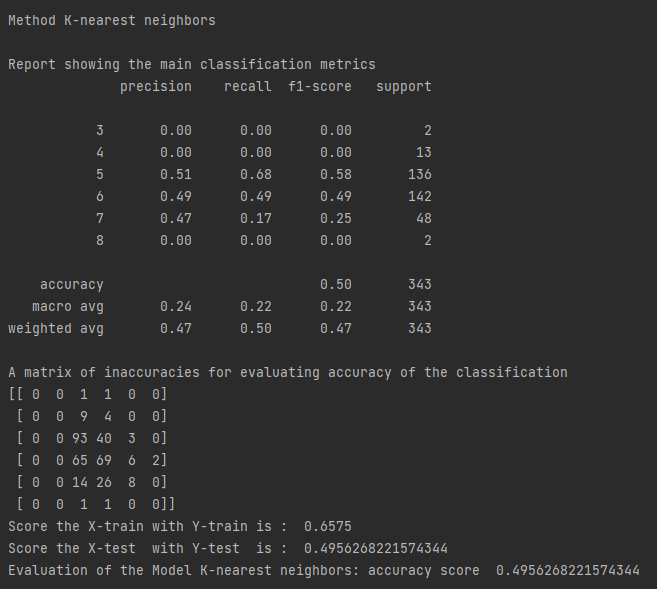 Method K-nearest neighbors
Report showing the main classification metrics
precision recall f1-score support
3 0.00 0.00 0.00 2
4 0.00 0.00 0.00 13
5 0.51 0.68 0.58 136
6 0.49 0.49 0.49 142
7 0.47 0.17 0.25 48
8 0.00 0.00 0.00 2
accuracy 0.50 343
macro avg 0.24 0.22 0.22 343
weighted avg 0.47 0.50 0.47 343
A matrix of inaccuracies for evaluating accuracy of the classification
[[ 0 0 1 1 0 0]
[ 0 0 9 4 0 0]
[ 0 0 93 40 3 0]
[ 0 0 65 69 6 2]
[ 0 0 14 26 8 0]
[ 0 0 1 1 0 0]]
Score the X-train with Y-train is : 0.6575
Score the X-test with Y-test is : 0.4956268221574344
Evaluation of the Model K-nearest neighbors: accuracy score 0.4956268221574344